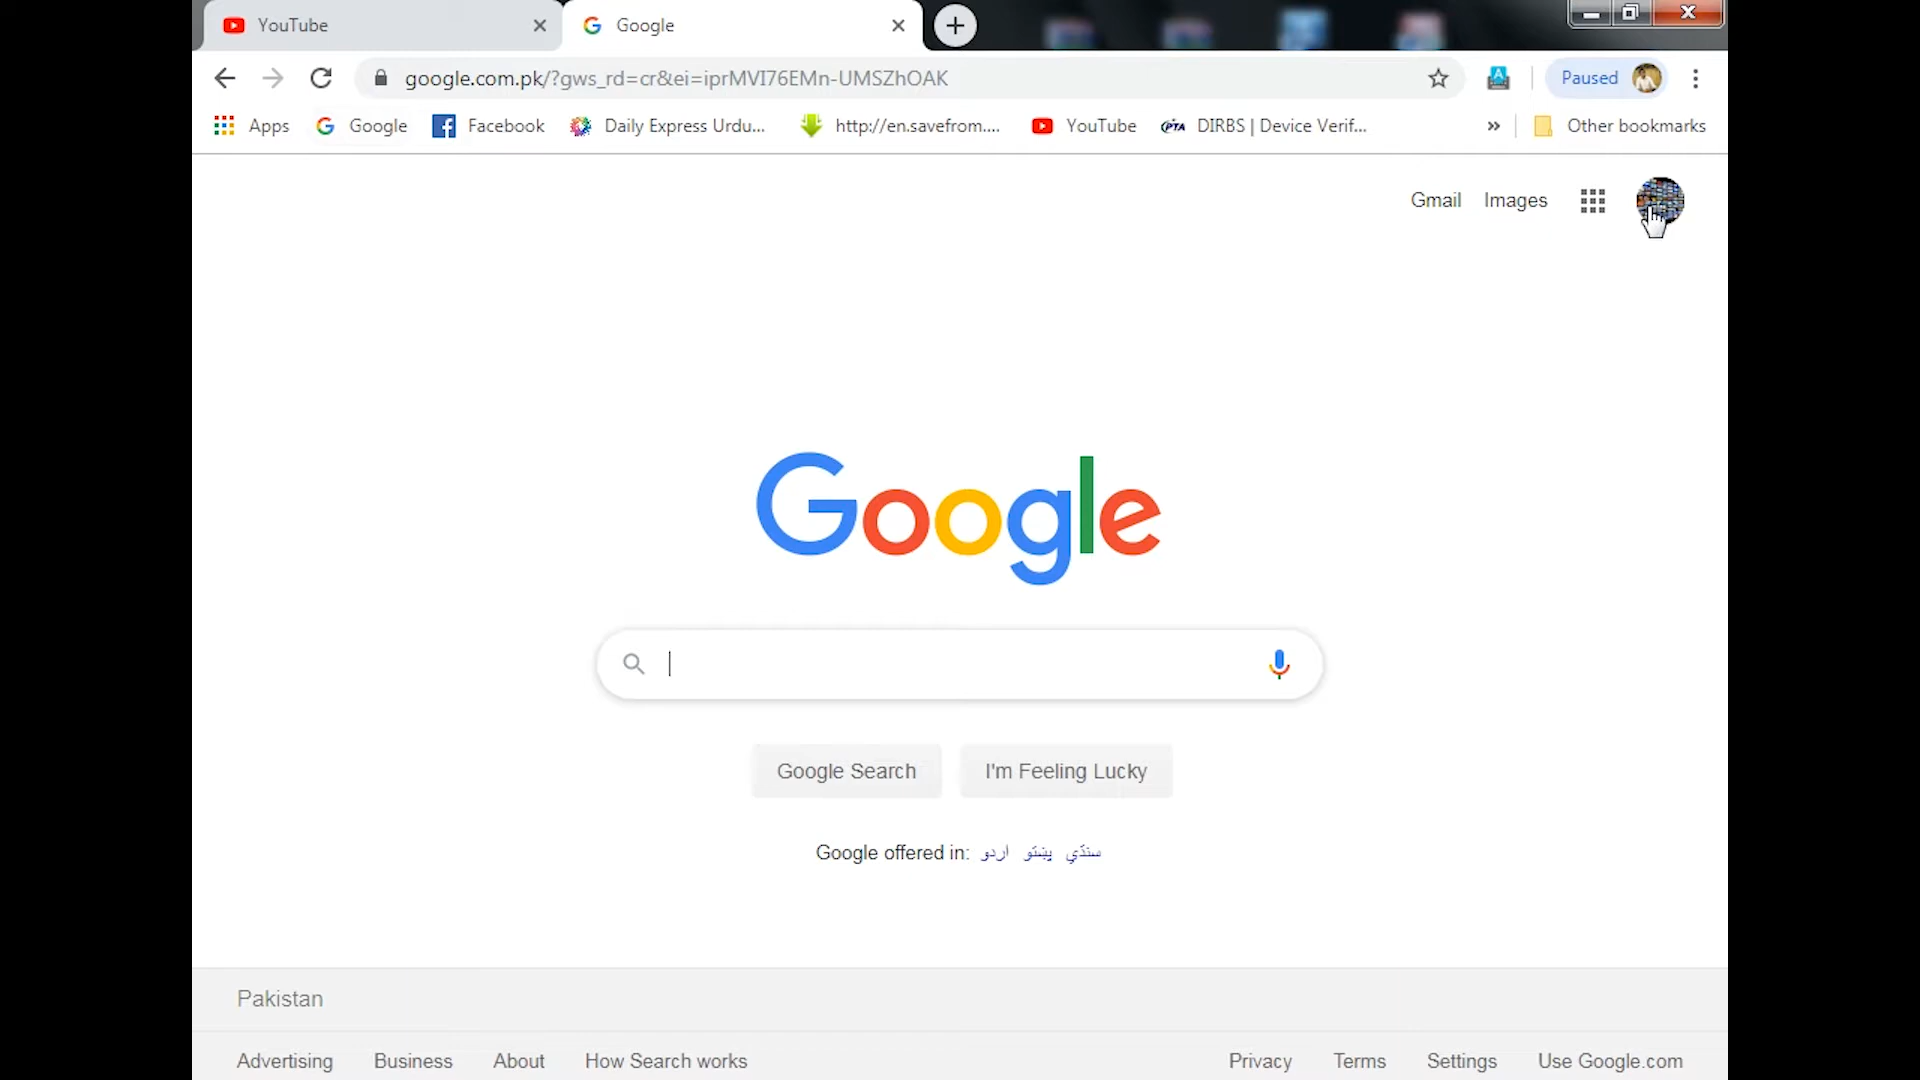 YouTube
Google
google.com.pk/?gws_rd=cr&ei=iprMVI76EMn-UMSZhOAK
Paused
Apps
Google
Facebook
Daily Express Urdu...
http://en.savefrom....
YouTube
PTA
DIRBS | Device Verif...
Other bookmarks
Gmail
Images
Google
Google Search
I'm Feeling Lucky
Google offered in: اردو پښتو سنڌي
Pakistan
Advertising
Business
About
How Search works
Privacy
Terms
Settings
Use Google.com